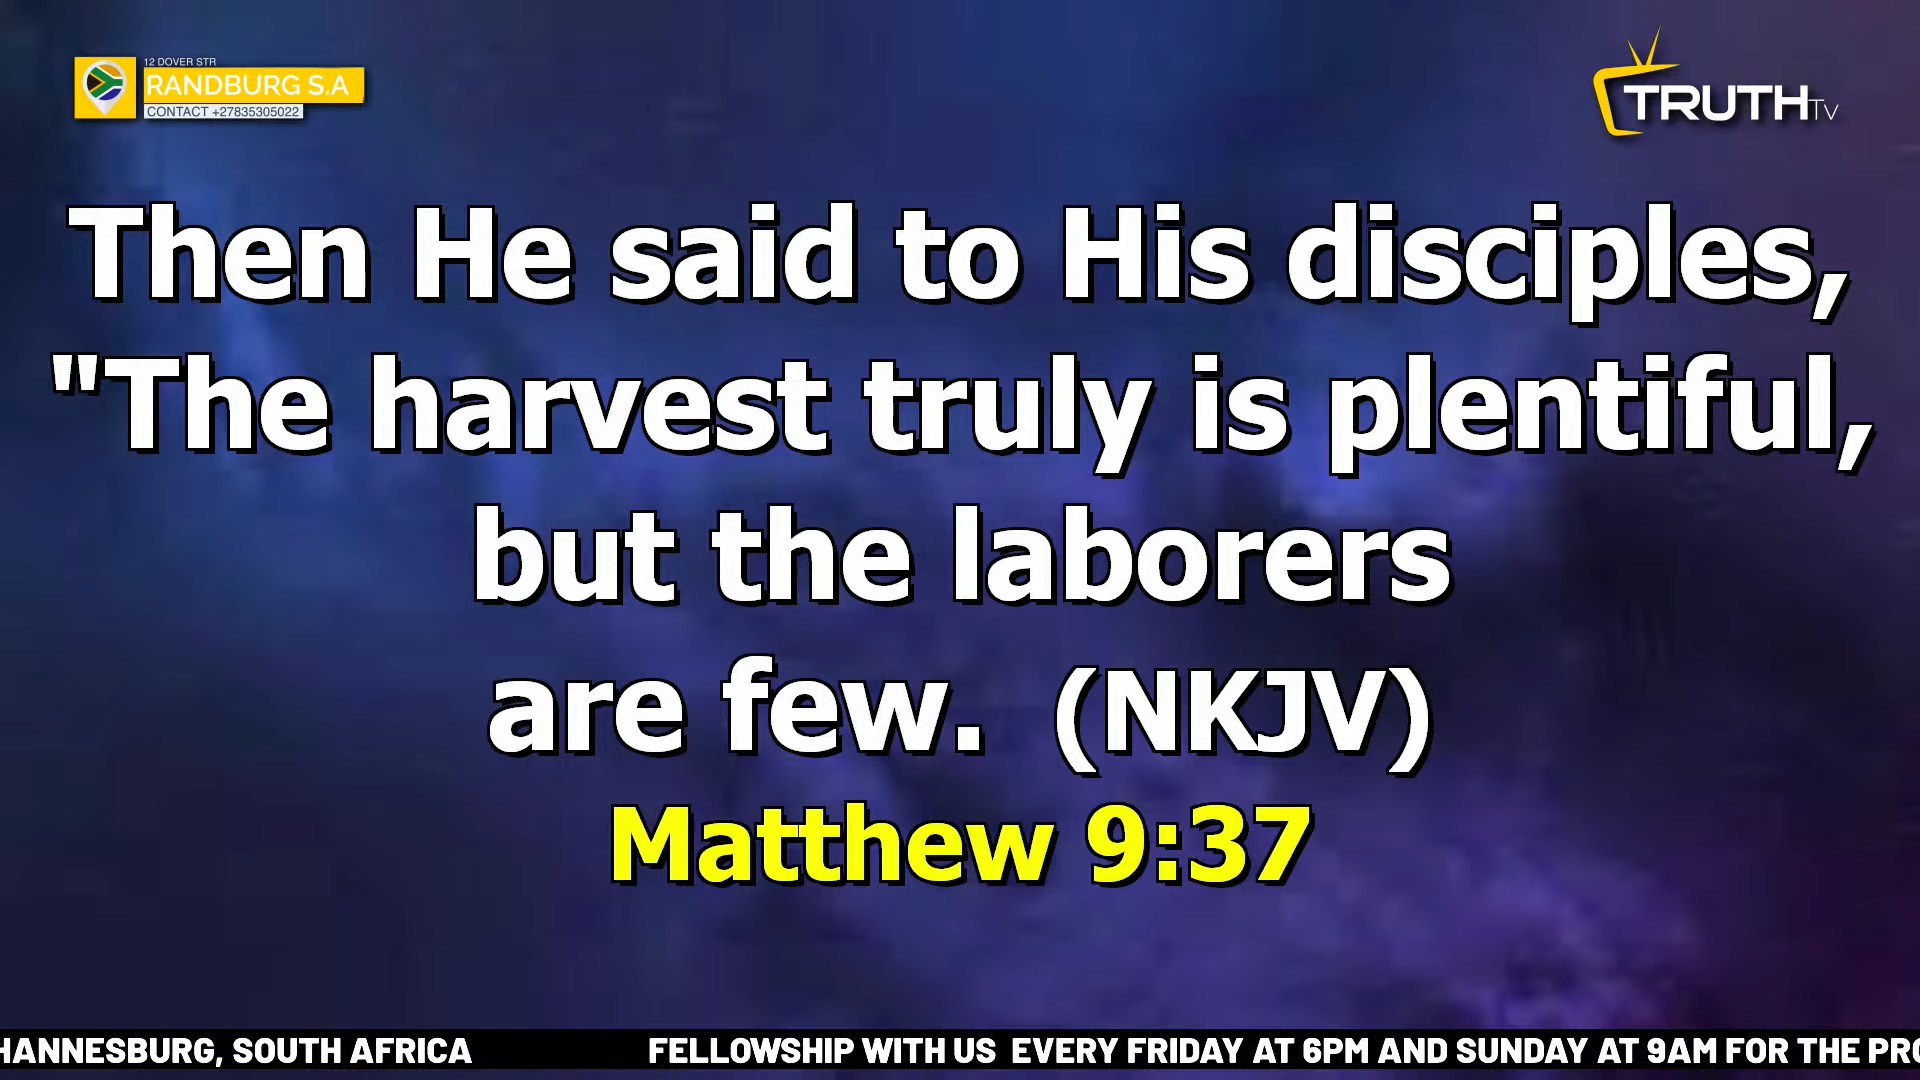 12 DOVER STR
RANDBURG S.A
CONTACT +27835305022
TRUTHTV
Then He said to His disciples,
"The harvest truly is plentiful,
but the laborers
are few.  (NKJV)
Matthew 9:37
HANNESBURG, SOUTH AFRICA FELLOWSHIP WITH US EVERY FRIDAY AT 6PM AND SUNDAY AT 9AM FOR THE PRO